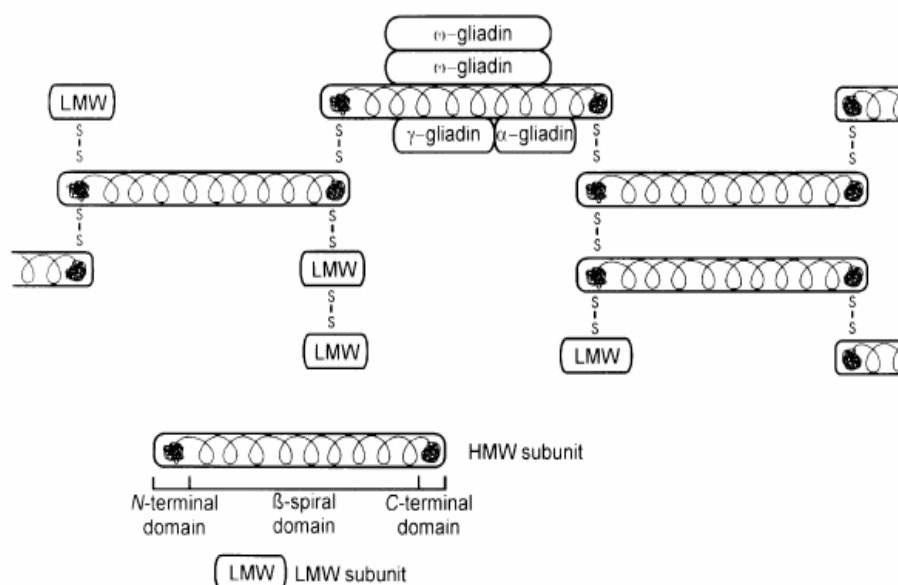 ω–gliadin
ω–gliadin
LMW
γ-gliadin α-gliadin
S-S
S-S
S-S
S-S
S-S
S-S
S-S
LMW
S-S
S-S
S-S
LMW
LMW
HMW subunit
N-terminal domain
ß-spiral domain
C-terminal domain
LMW LMW subunit